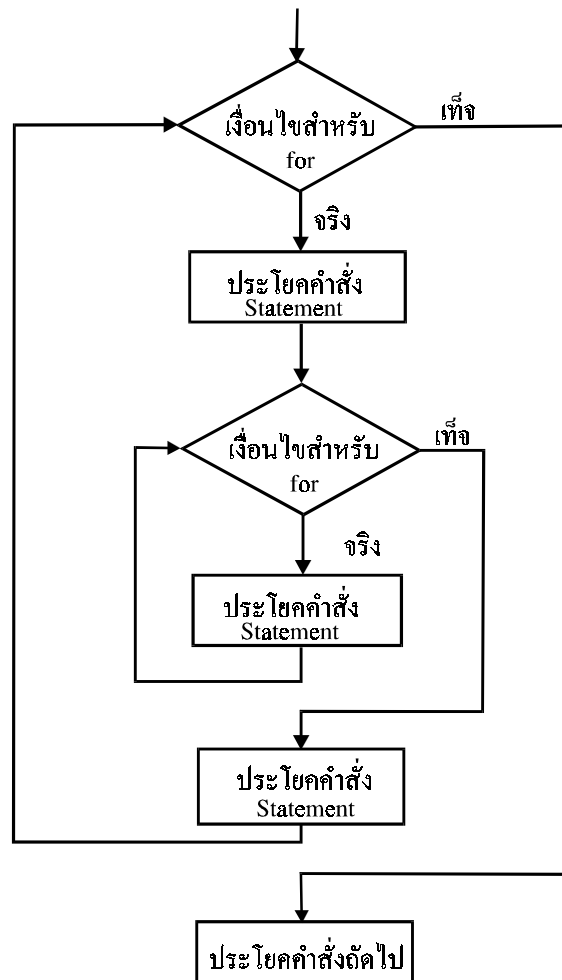 เงื่อนไขสำหรับ
for
เท็จ
จริง
ประโยคคำสั่ง
Statement
เงื่อนไขสำหรับ
for
เท็จ
จริง
ประโยคคำสั่ง
Statement
ประโยคคำสั่ง
Statement
ประโยคคำสั่งถัดไป